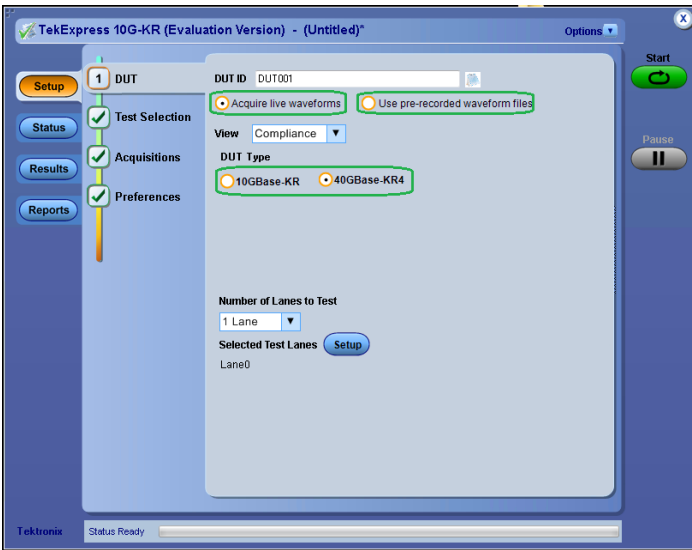 TekExpress 10G-KR (Evaluation Version) - (Untitled)*
Options
x
Start
Setup
1 DUT
DUT ID DUT001
Acquire live waveforms Use pre-recorded waveform files
Test Selection
Status
View Compliance
Pause
Acquisitions
DUT Type
Results
10GBase-KR 40GBase-KR4
Preferences
Reports
Number of Lanes to Test
1 Lane
Selected Test Lanes Setup
Lane0
Tektronix Status Ready